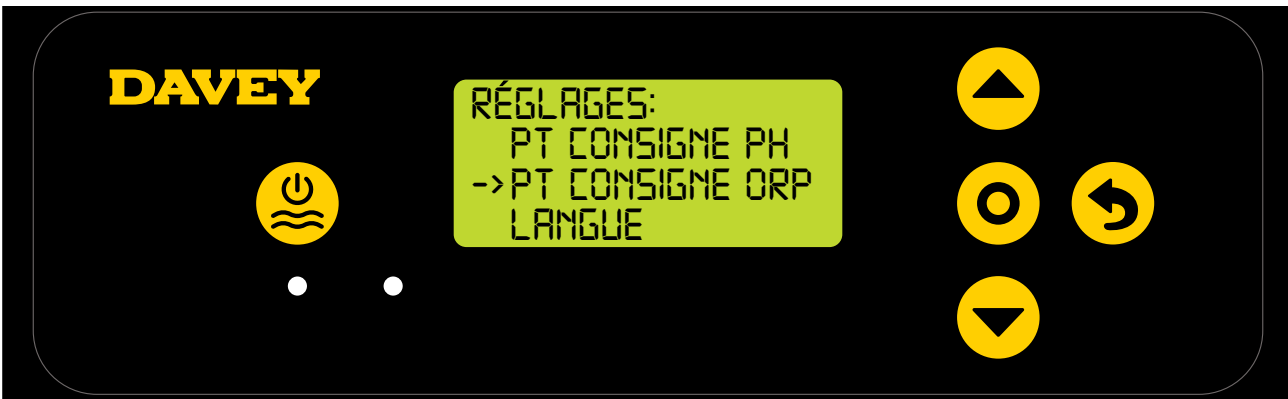 DAVEY
RÉGLAGES:
PT CONSIGNE PH
->PT CONSIGNE ORP
LANGUE